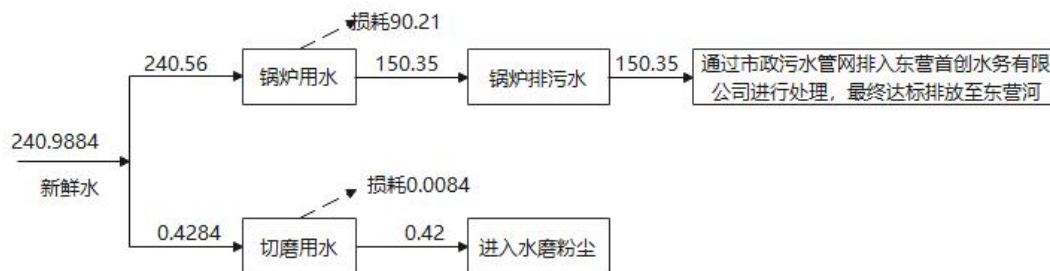 损耗90.21
240.56
锅炉用水
150.35
锅炉排污水
150.35
通过市政污水管网排入东营首创水务有限
公司进行处理，最终达标排放至东营河
240.9884
新鲜水
损耗0.0084
0.4284
切磨用水
0.42
进入水磨粉尘